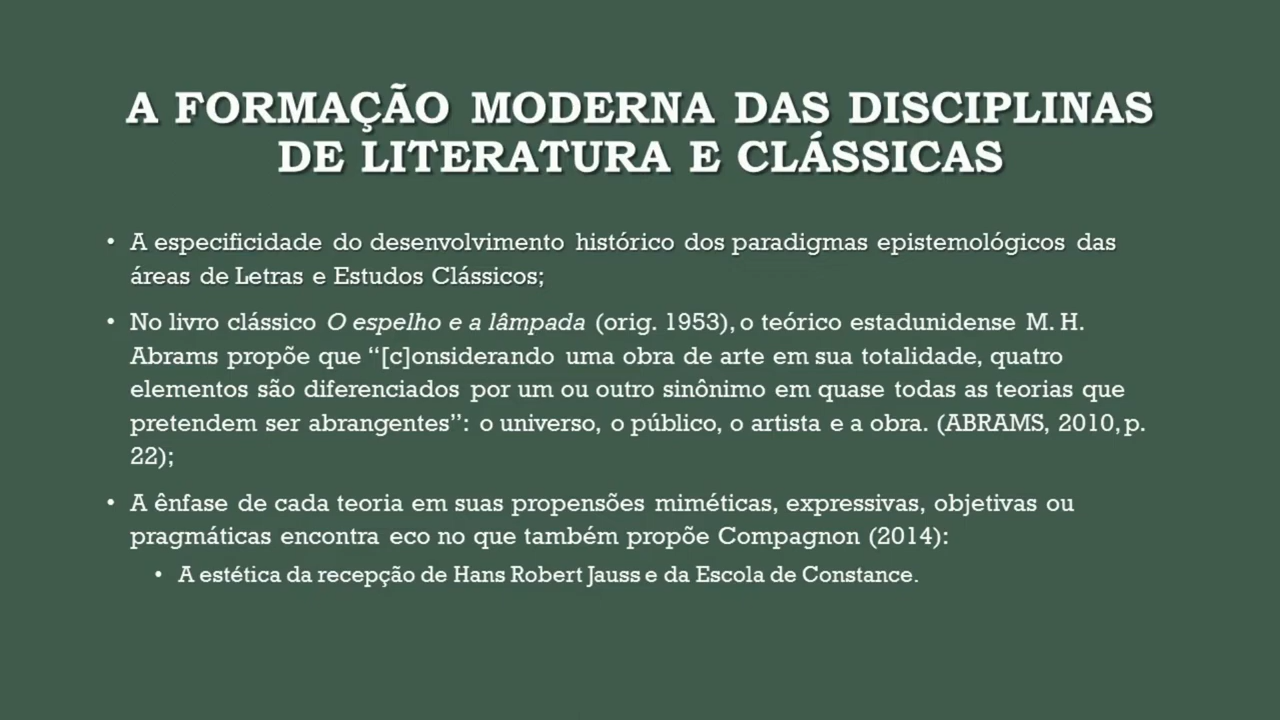 A FORMAÇÃO MODERNA DAS DISCIPLINAS
DE LITERATURA E CLÁSSICAS
• A especificidade do desenvolvimento histórico dos paradigmas epistemológicos das
áreas de Letras e Estudos Clássicos;
• No livro clássico O espelho e a lâmpada (orig. 1953), o teórico estadunidense M. H.
Abrams propõe que “[c]onsiderando uma obra de arte em sua totalidade, quatro
elementos são diferenciados por um ou outro sinônimo em quase todas as teorias que
pretendem ser abrangentes”: o universo, o público, o artista e a obra. (ABRAMS, 2010, p.
22);
• A ênfase de cada teoria em suas propensões miméticas, expressivas, objetivas ou
pragmáticas encontra eco no que também propõe Compagnon (2014):
• A estética da recepção de Hans Robert Jauss e da Escola de Constance.